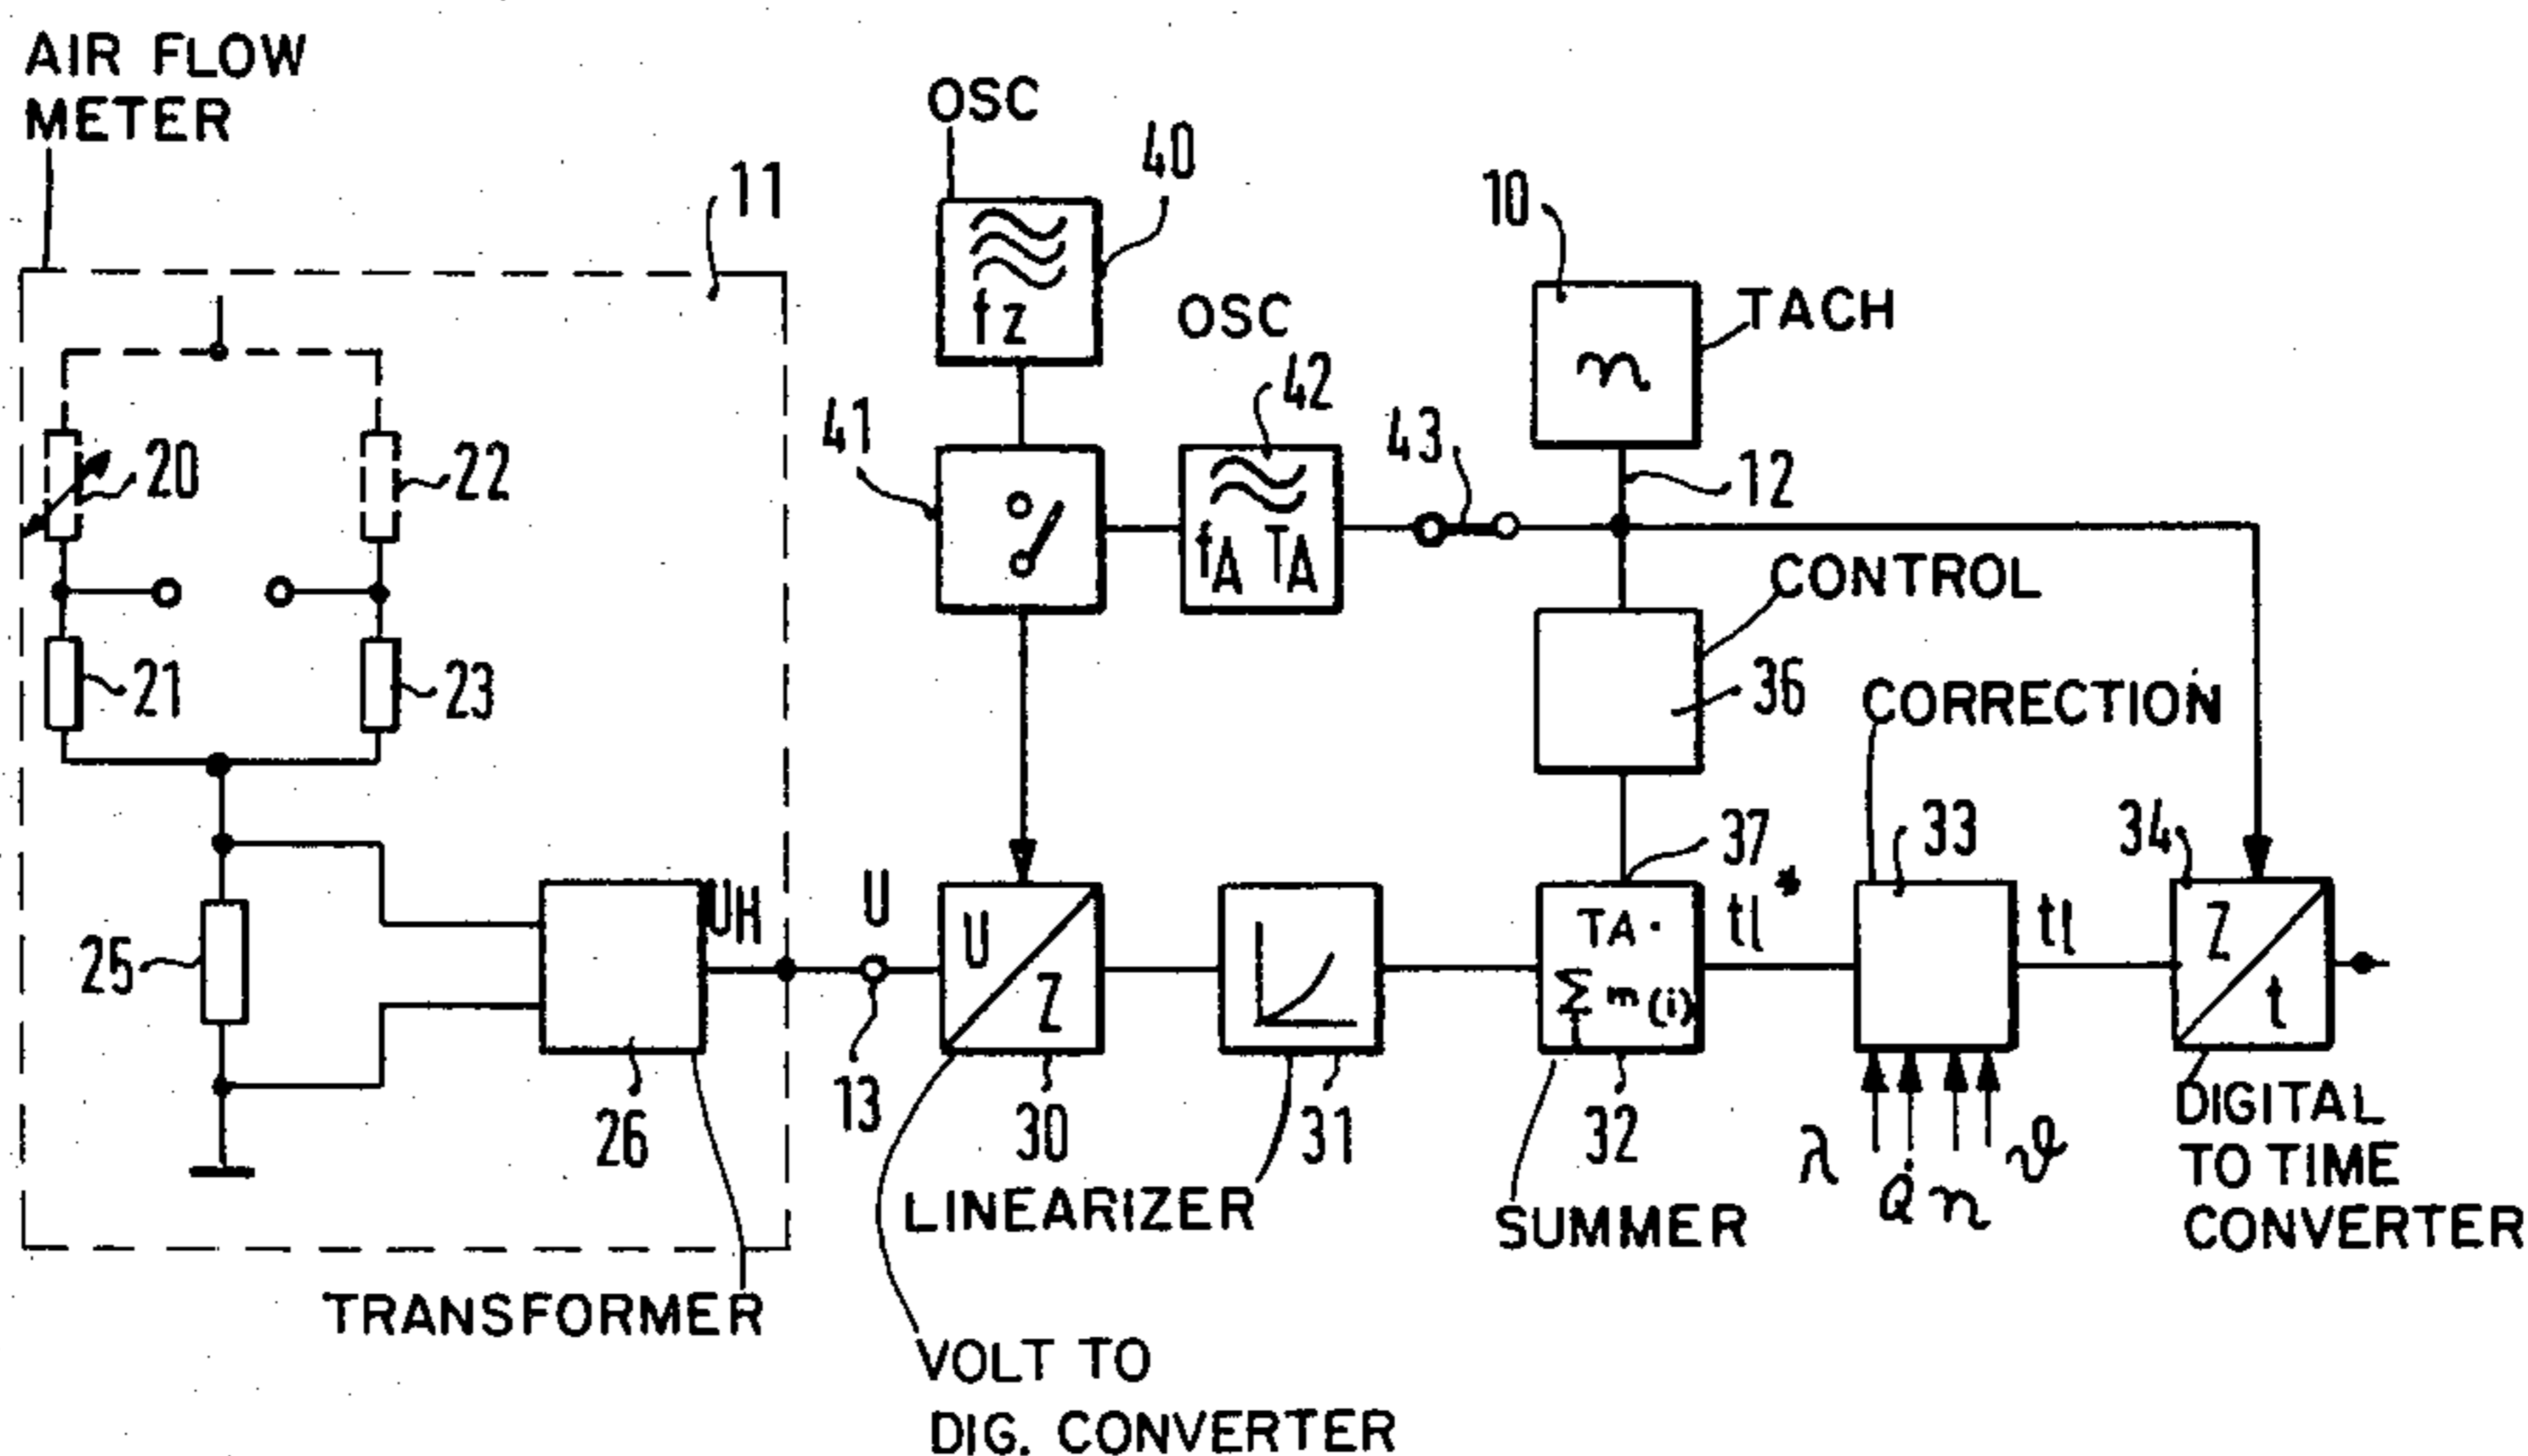 AIR FLOW
METER
11
OSC
40
fz
OSC
42
41
fA TA
43
10
n
TACH
12
CONTROL
36
CORRECTION
20
22
21
23
25
26
UH
U
13
U
Z
30
31
37
TA·
Σ m(i)
i
32
tl*
33
tl
34
Z
t
λ
Q̇
n
ϑ
TRANSFORMER
LINEARIZER
VOLT TO
DIG. CONVERTER
SUMMER
DIGITAL
TO TIME
CONVERTER